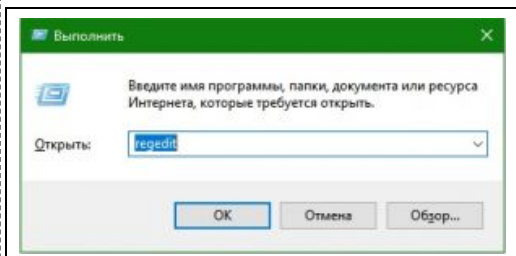 Выполнить
Введите имя программы, папки, документа или ресурса
Интернета, которые требуется открыть.
Открыть: regedit
OK Отмена Обзор...